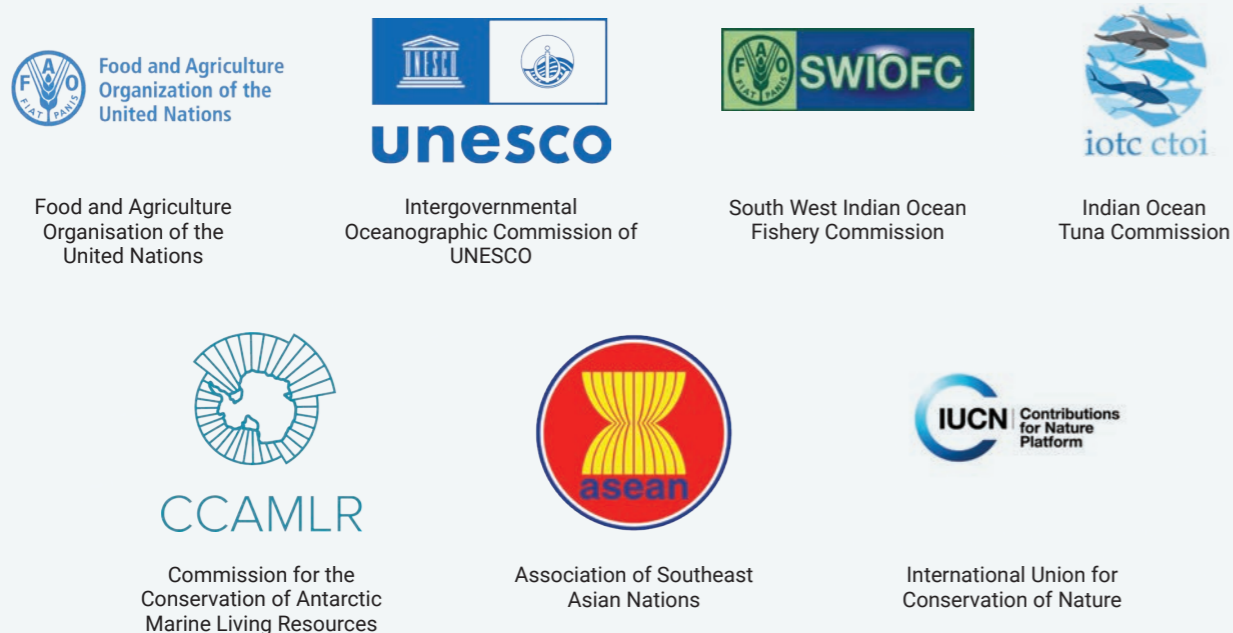 F A O
FIAT PANIS
Food and Agriculture
Organization of the
United Nations
Food and Agriculture
Organisation of the
United Nations
UNESCO
unesco
Intergovernmental
Oceanographic Commission of
UNESCO
F A O
FIAT PANIS
SWIOFC
South West Indian Ocean
Fishery Commission
iotc ctoi
Indian Ocean
Tuna Commission
CCAMLR
Commission for the
Conservation of Antarctic
Marine Living Resources
asean
Association of Southeast
Asian Nations
IUCN
Contributions
for Nature
Platform
International Union for
Conservation of Nature